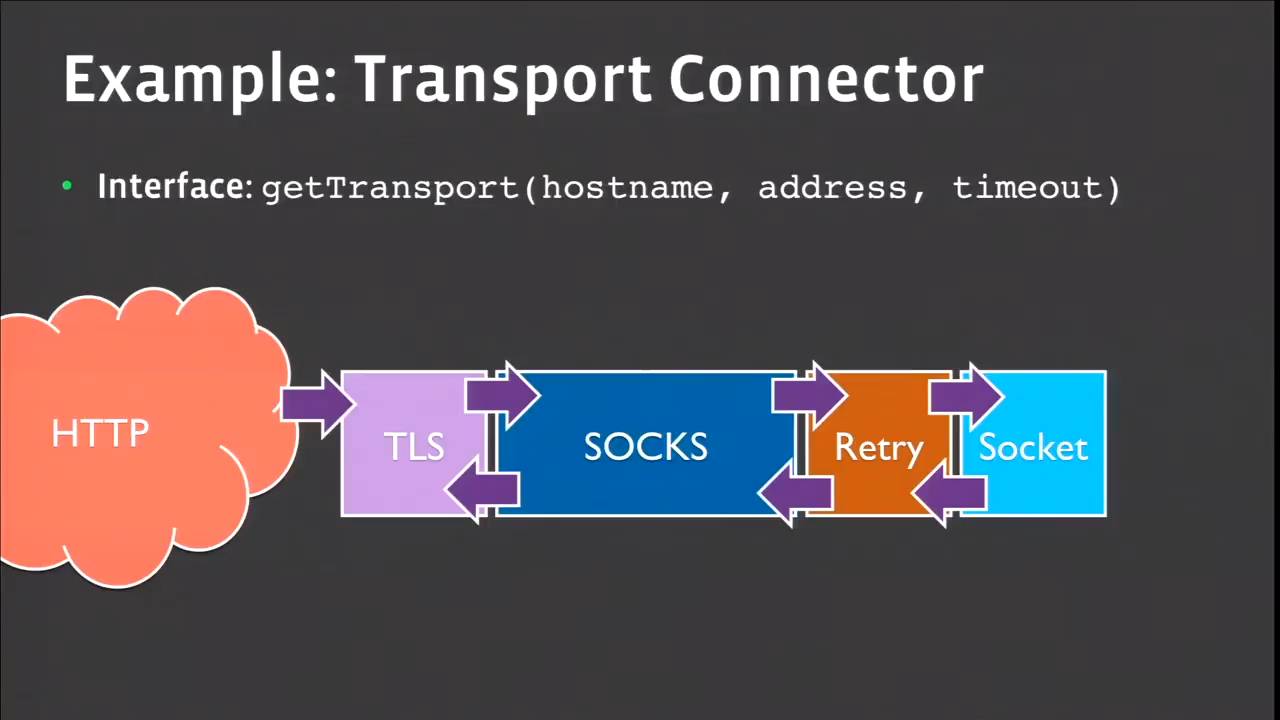 Example: Transport Connector
• Interface: getTransport(hostname, address, timeout)
HTTP
TLS
SOCKS
Retry
Socket